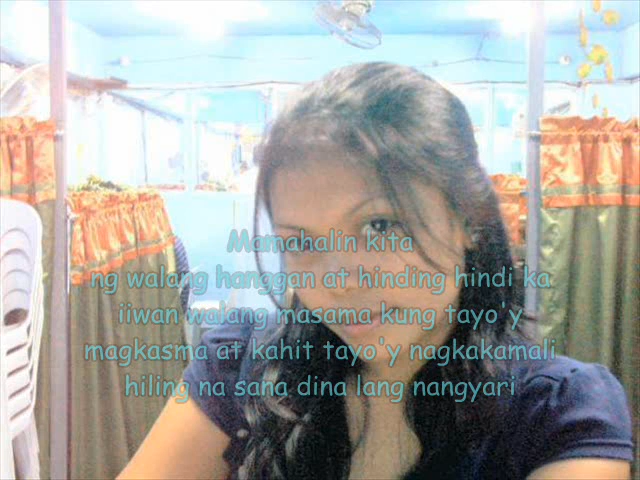 Mamahalin kita
ng walang hanggan at hinding hindi ka
iiwan walang masama kung tayo'y
magkasma at kahit tayo'y nagkakamali
hiling na sana dina lang nangyari